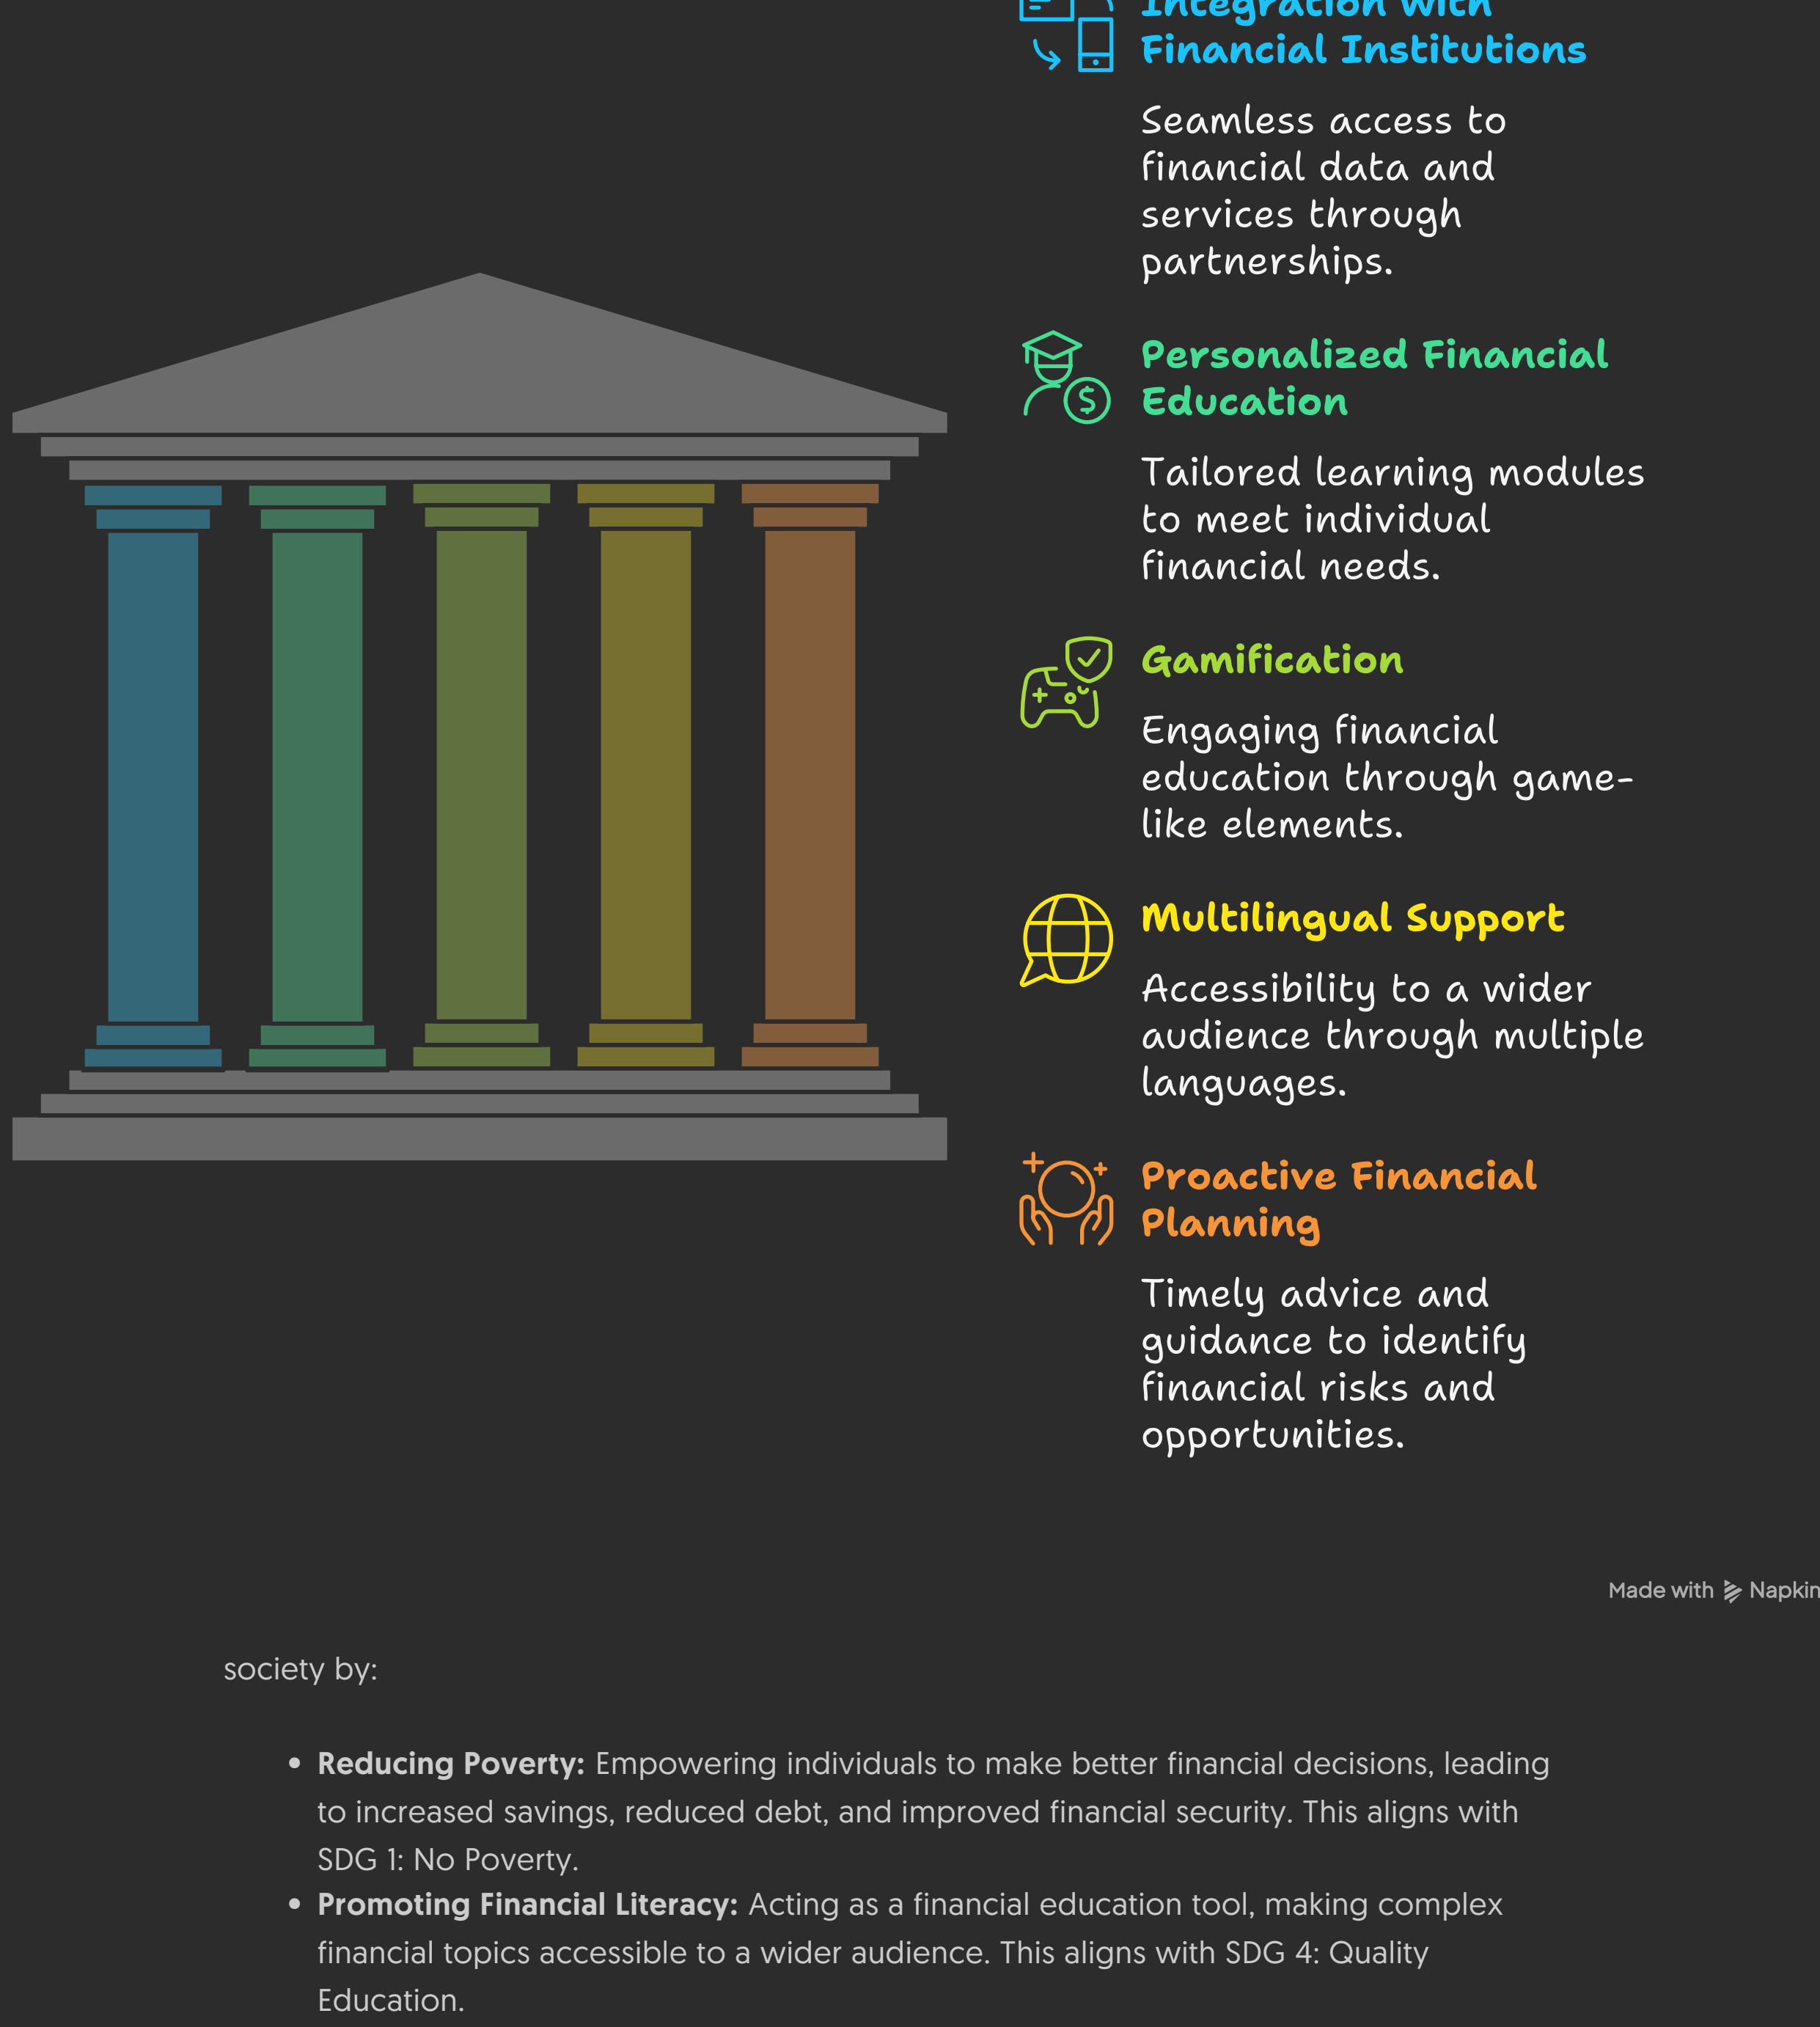 Integration with
Financial Institutions
Seamless access to
financial data and
services through
partnerships.
Personalized Financial
Education
Tailored learning modules
to meet individual
financial needs.
Gamification
Engaging financial
education through game-
like elements.
Multilingual Support
Accessibility to a wider
audience through multiple
languages.
Proactive Financial
Planning
Timely advice and
guidance to identify
financial risks and
opportunities.
Made with Napkin
society by:
• Reducing Poverty: Empowering individuals to make better financial decisions, leading
to increased savings, reduced debt, and improved financial security. This aligns with
SDG 1: No Poverty.
• Promoting Financial Literacy: Acting as a financial education tool, making complex
financial topics accessible to a wider audience. This aligns with SDG 4: Quality
Education.